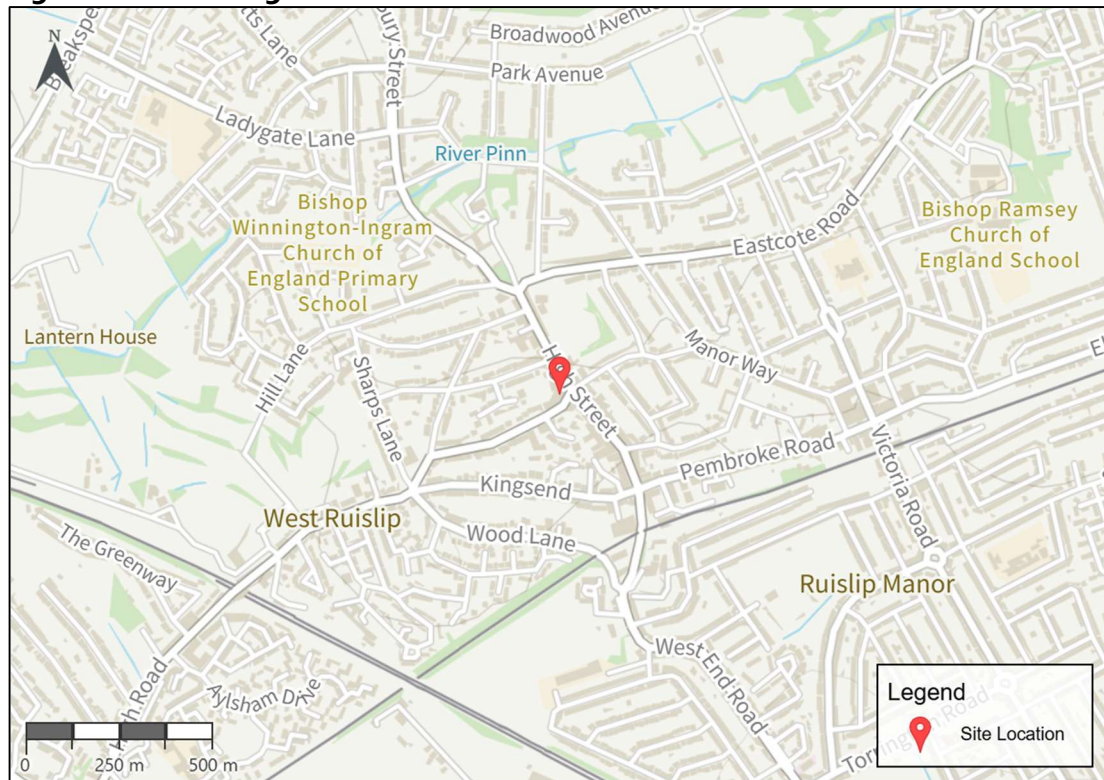 N
Broadwood Avenue
Park Avenue
Ladygate Lane
River Pinn
Bishop
Winnington-Ingram
Church of
England Primary
School
Eastcote Road
Bishop Ramsey
Church of
England School
Lantern House
Hill Lane
Sharps Lane
Street
Manor Way
Pembroke Road
Victoria Road
Kingsend
West Ruislip
Wood Lane
The Greenway
Ruislip Manor
West End Road
Aylsham Drive
Road
Legend
Site Location
0
250 m
500 m